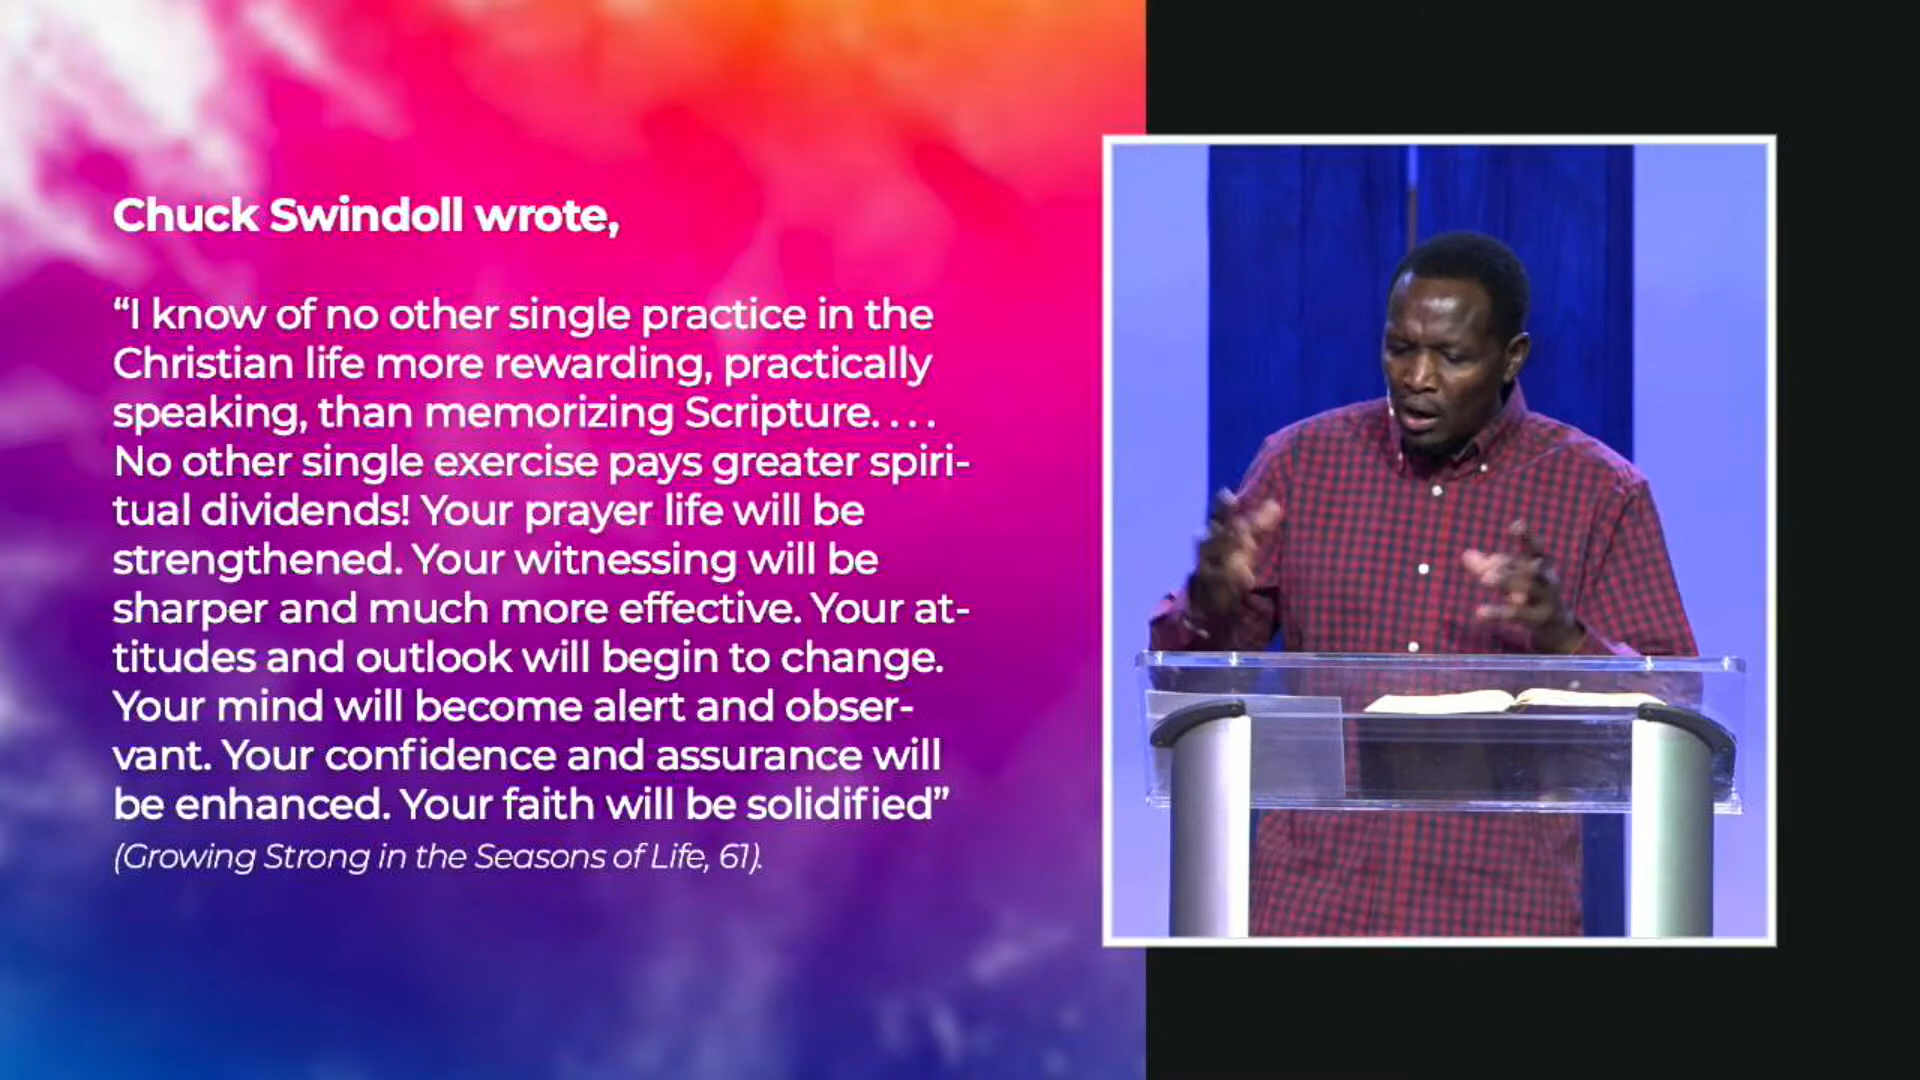 Chuck Swindoll wrote,
“I know of no other single practice in the
Christian life more rewarding, practically
speaking, than memorizing Scripture. . . .
No other single exercise pays greater spiri-
tual dividends! Your prayer life will be
strengthened. Your witnessing will be
sharper and much more effective. Your at-
titudes and outlook will begin to change.
Your mind will become alert and obser-
vant. Your confidence and assurance will
be enhanced. Your faith will be solidified”
(Growing Strong in the Seasons of Life, 61).